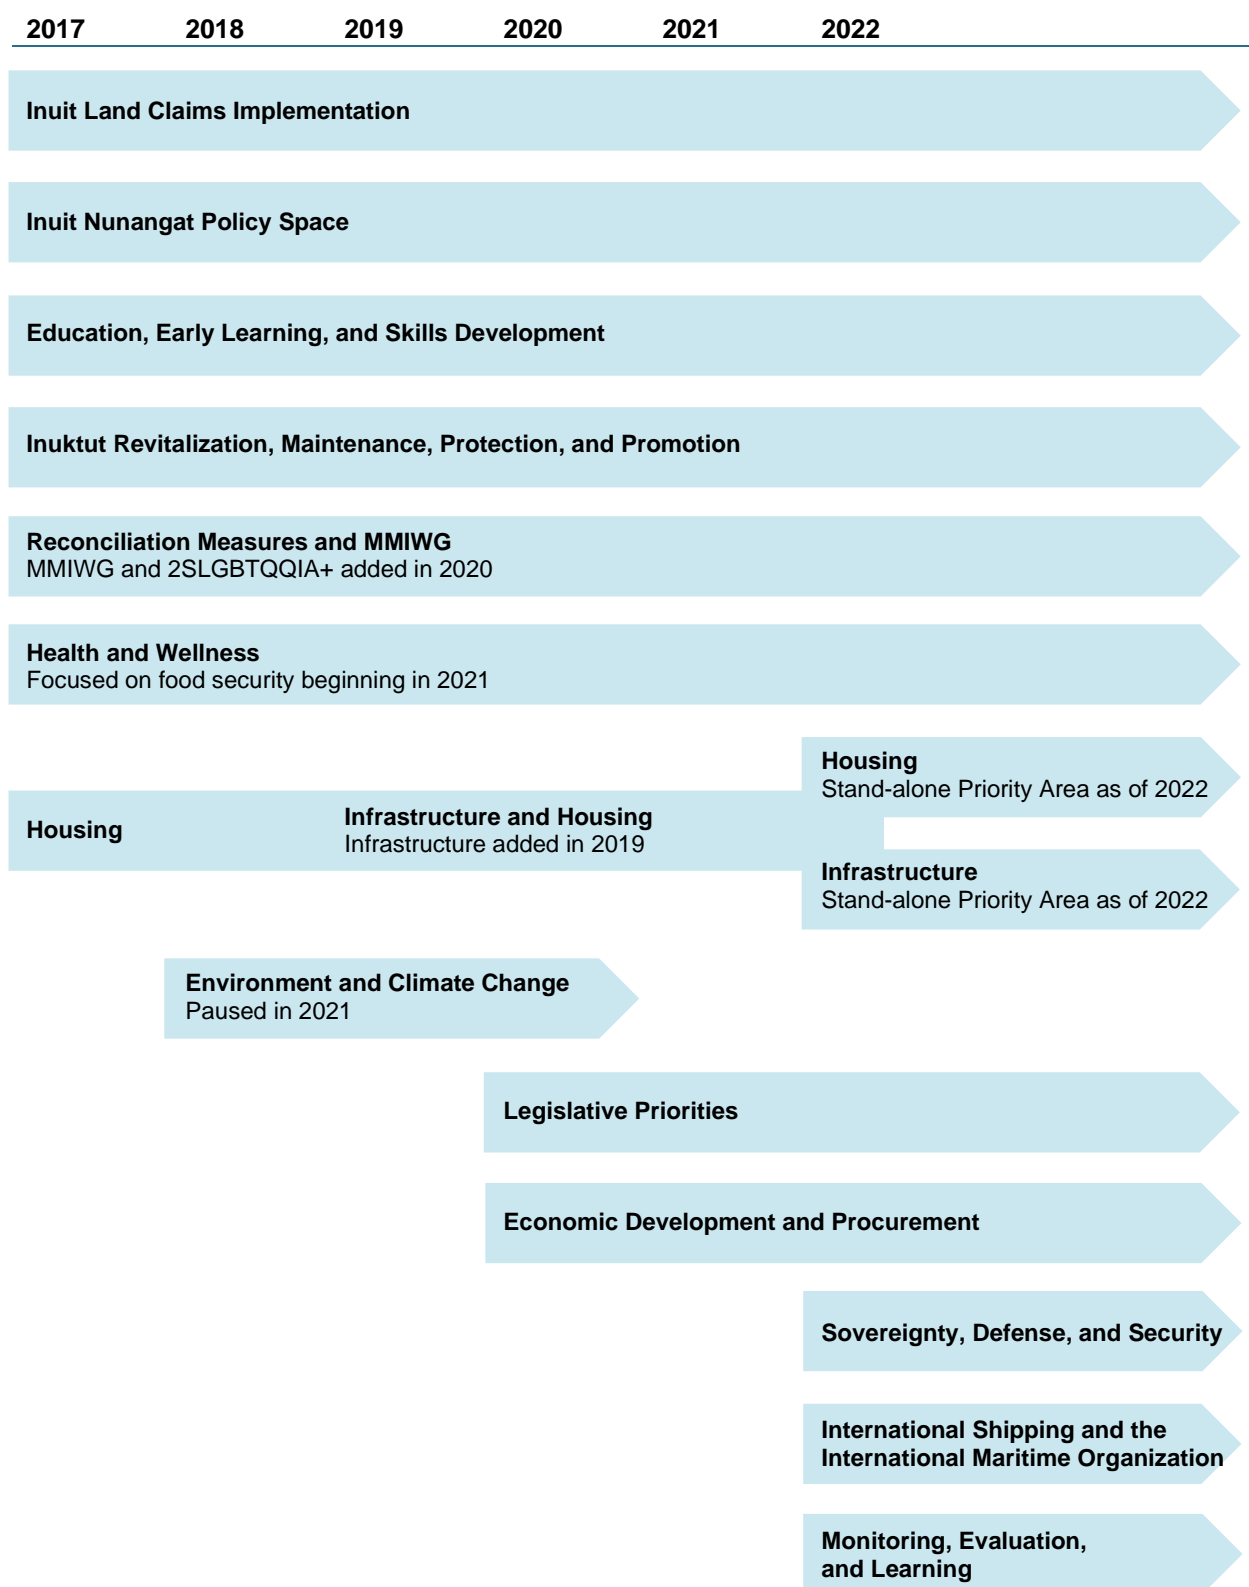 2017 2018 2019 2020 2021 2022
Inuit Land Claims Implementation
Inuit Nunangat Policy Space
Education, Early Learning, and Skills Development
Inuktut Revitalization, Maintenance, Protection, and Promotion
Reconciliation Measures and MMIWG
MMIWG and 2SLGBTQQIA+ added in 2020
Health and Wellness
Focused on food security beginning in 2021
Housing
Infrastructure and Housing
Infrastructure added in 2019
Housing
Stand-alone Priority Area as of 2022
Infrastructure
Stand-alone Priority Area as of 2022
Environment and Climate Change
Paused in 2021
Legislative Priorities
Economic Development and Procurement
Sovereignty, Defense, and Security
International Shipping and the
International Maritime Organization
Monitoring, Evaluation,
and Learning